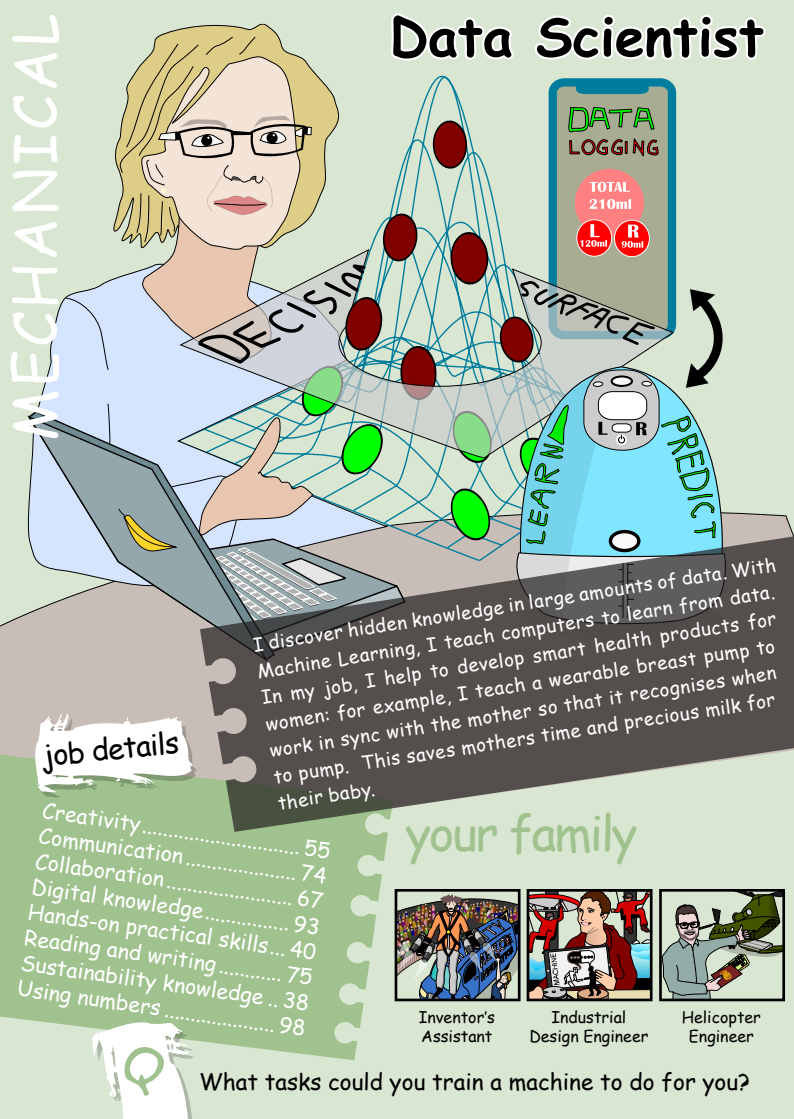 Data Scientist
MECHANICAL
DATA
LOGGING
TOTAL
210ml
L
120ml
R
90ml
DECISION
SURFACE
L R
LEARN
PREDICT
I discover hidden knowledge in large amounts of data. With
Machine Learning, I teach computers to learn from data.
In my job, I help to develop smart health products for
women: for example, I teach a wearable breast pump to
work in sync with the mother so that it recognises when
to pump. This saves mothers time and precious milk for
their baby.
job details
Creativity........................... 55
Communication................... 74
Collaboration...................... 67
Digital knowledge............... 93
Hands-on practical skills... 40
Reading and writing............ 75
Sustainability knowledge.. 38
Using numbers................... 98
your family
MACHINE
Inventor's
Assistant
Industrial
Design Engineer
Helicopter
Engineer
Q
What tasks could you train a machine to do for you?